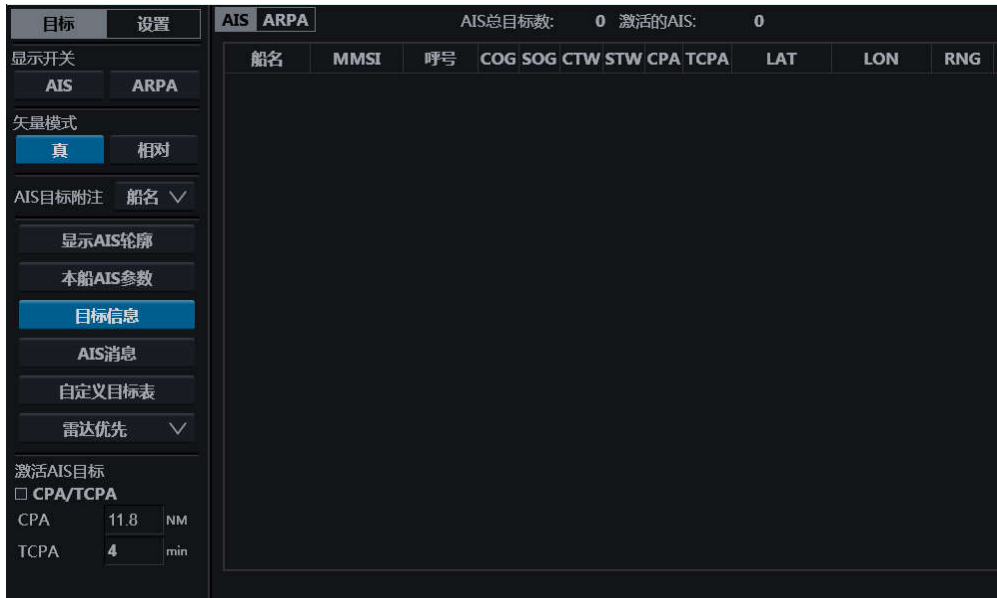 目标 设置
显示开关
AIS ARPA
矢量模式
真 相对
AIS目标附注 船名
显示AIS轮廓
本船AIS参数
目标信息
AIS消息
自定义目标表
雷达优先
激活AIS目标
CPA/TCPA
CPA 11.8 NM
TCPA 4 min
AIS ARPA AIS总目标数: 0 激活的AIS: 0
船名 MMSI 呼号 COG SOG CTW STW CPA TCPA LAT LON RNG